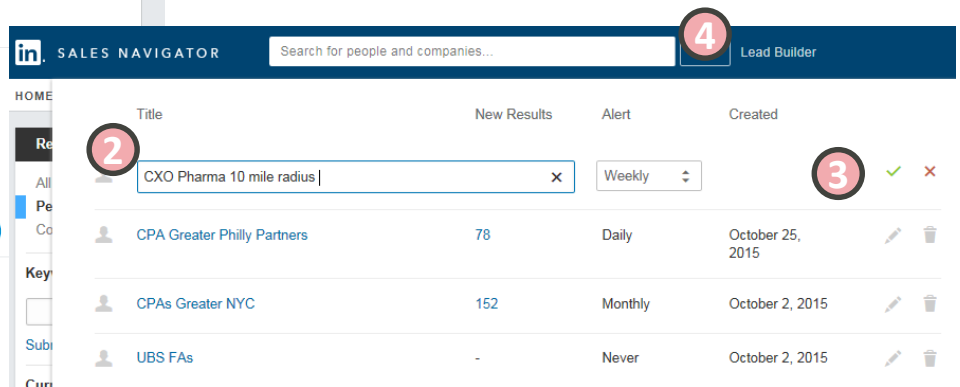 in. SALES NAVIGATOR Search for people and companies... 4 Lead Builder
HOME
Title New Results Alert Created
Re
2
CXO Pharma 10 mile radius Weekly 3
All
Pe
Co
CPA Greater Philly Partners 78 Daily October 25,
2015
Key
CPAs Greater NYC 152 Monthly October 2, 2015
Sub
UBS FAs - Never October 2, 2015
Curr